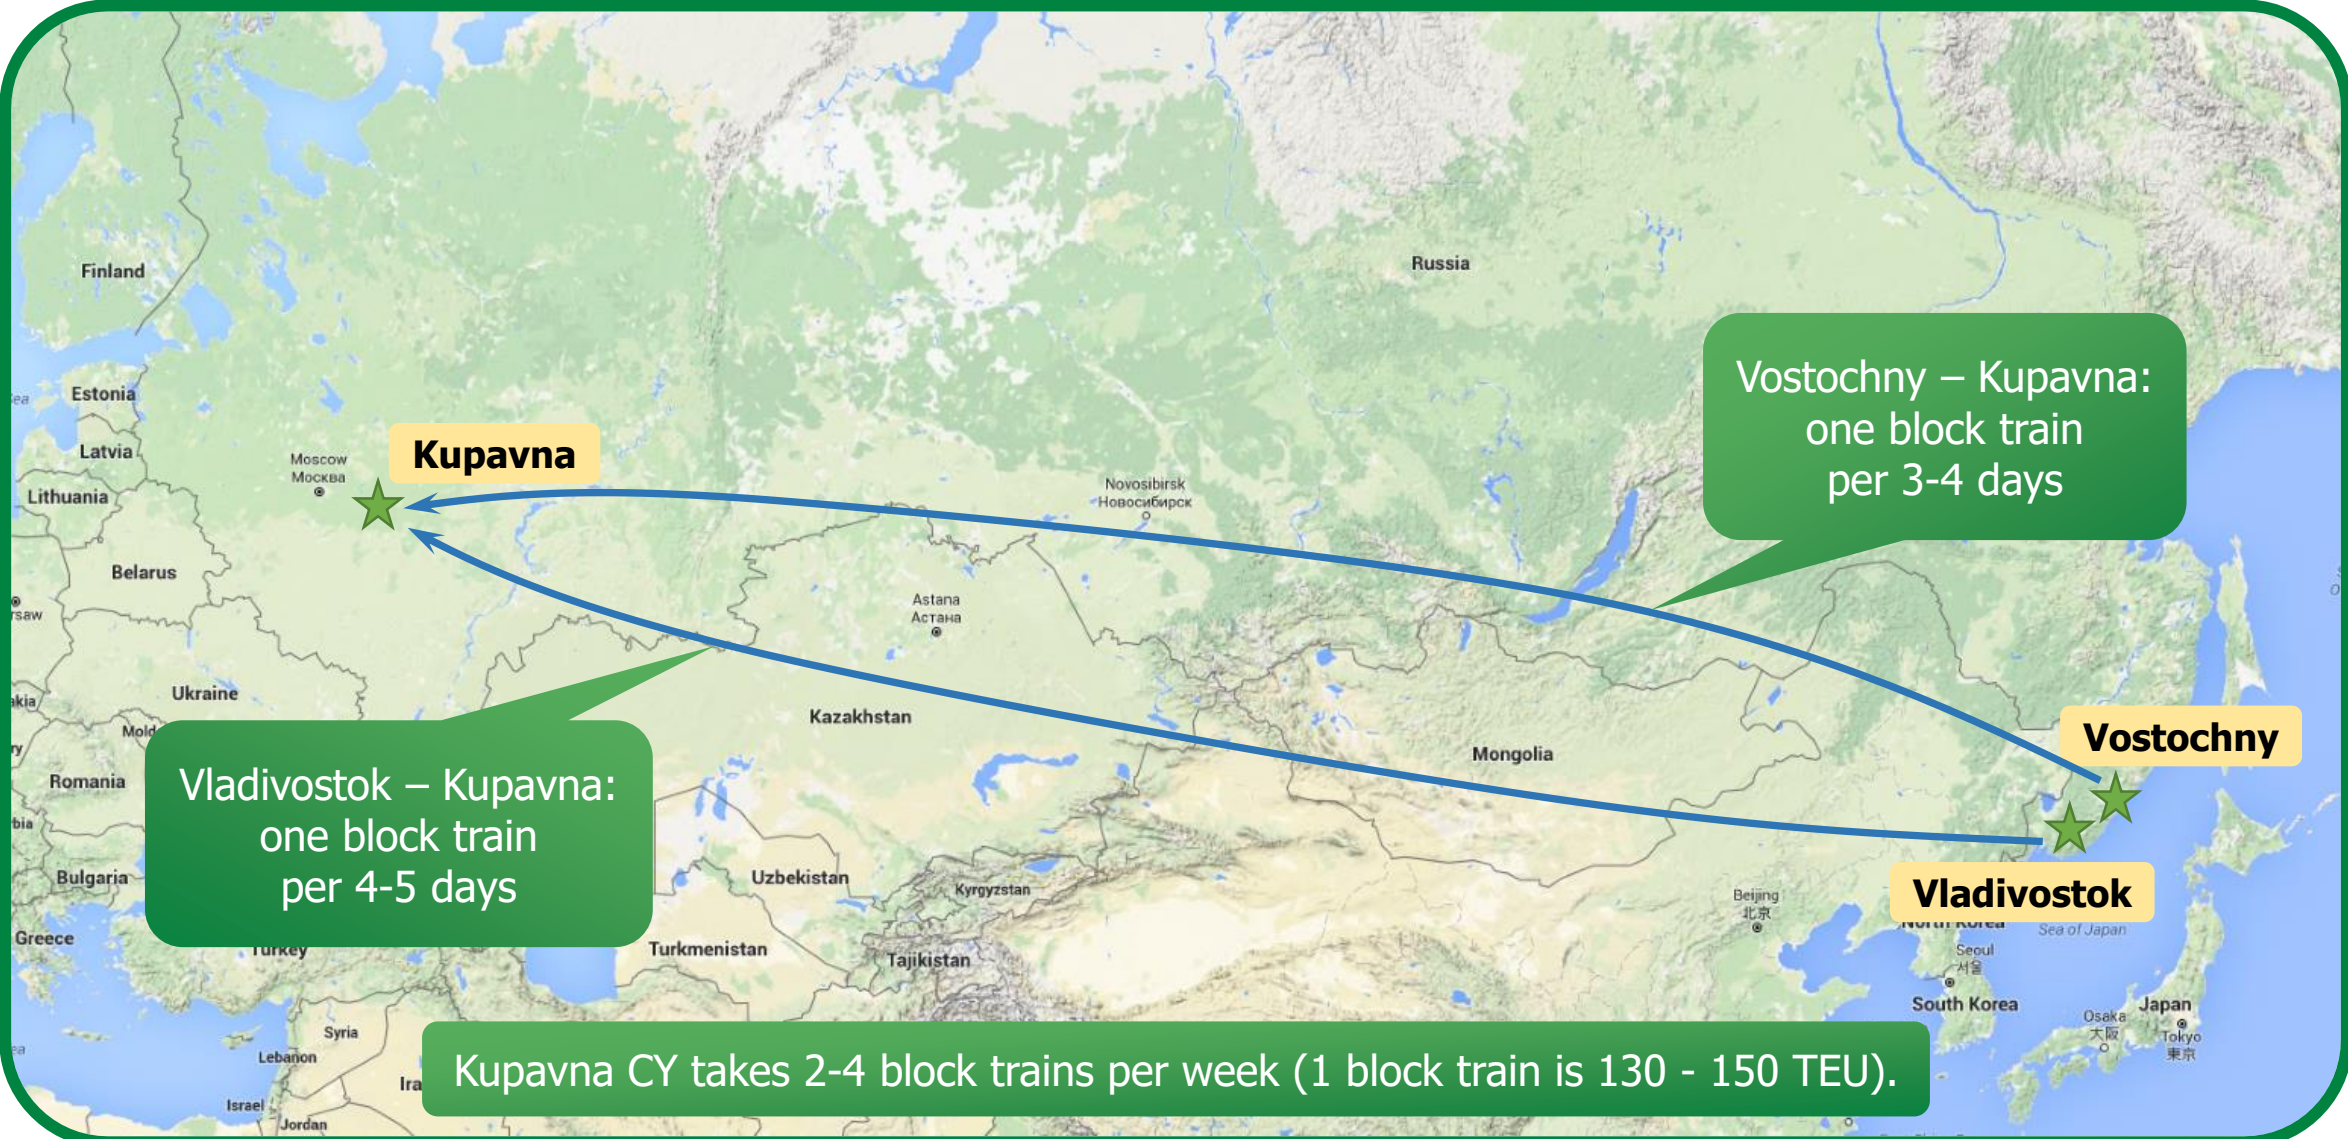 Finland
Russia
Vostochny – Kupavna:
one block train
per 3-4 days
Estonia
Latvia
Lithuania
Moscow
Москва
Kupavna
Novosibirsk
Новосибирск
Belarus
Astana
Астана
Ukraine
Kazakhstan
Mongolia
Vostochny
Romania
Vladivostok – Kupavna:
one block train
per 4-5 days
Bulgaria
Uzbekistan
Kyrgyzstan
Beijing
北京
Vladivostok
North Korea
Sea of Japan
Greece
Turkey
Turkmenistan
Tajikistan
Seoul
서울
South Korea
Japan
Osaka
大阪
Tokyo
東京
Syria
Lebanon
Israel
Jordan
Kupavna CY takes 2-4 block trains per week (1 block train is 130 - 150 TEU).